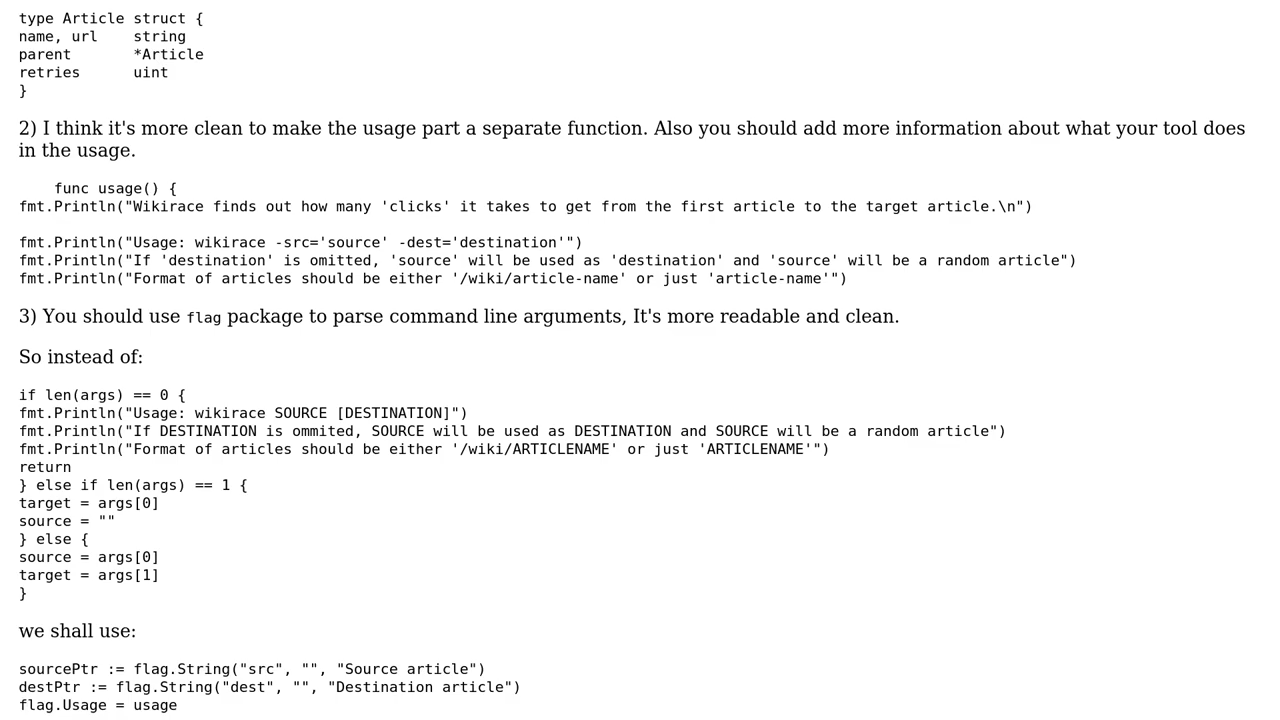 type Article struct {
name, url    string
parent       *Article
retries      uint
}
2) I think it's more clean to make the usage part a separate function. Also you should add more information about what your tool does
in the usage.
    func usage() {
fmt.Println("Wikirace finds out how many 'clicks' it takes to get from the first article to the target article.\n")
fmt.Println("Usage: wikirace -src='source' -dest='destination'")
fmt.Println("If 'destination' is omitted, 'source' will be used as 'destination' and 'source' will be a random article")
fmt.Println("Format of articles should be either '/wiki/article-name' or just 'article-name'")
3) You should use flag package to parse command line arguments, It's more readable and clean.
So instead of:
if len(args) == 0 {
fmt.Println("Usage: wikirace SOURCE [DESTINATION]")
fmt.Println("If DESTINATION is ommited, SOURCE will be used as DESTINATION and SOURCE will be a random article")
fmt.Println("Format of articles should be either '/wiki/ARTICLENAME' or just 'ARTICLENAME'")
return
} else if len(args) == 1 {
target = args[0]
source = ""
} else {
source = args[0]
target = args[1]
}
we shall use:
sourcePtr := flag.String("src", "", "Source article")
destPtr := flag.String("dest", "", "Destination article")
flag.Usage = usage